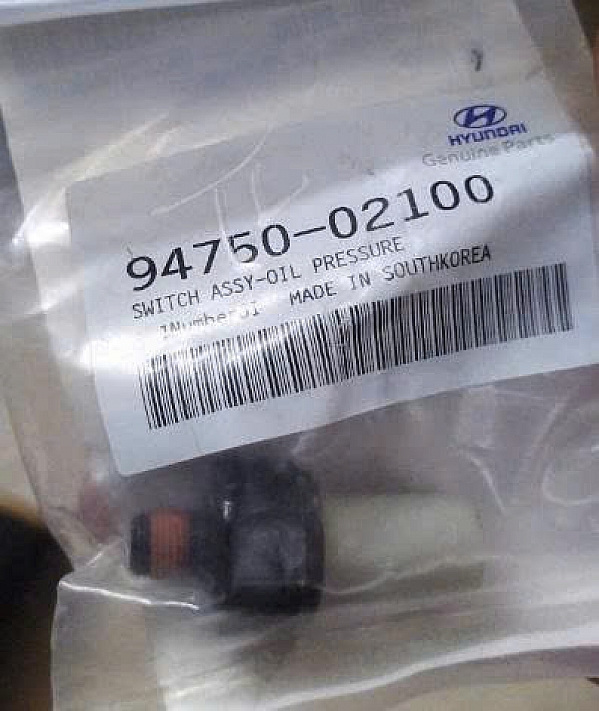 HYUNDAI
Genuine Parts
94750-02100
SWITCH ASSY-OIL PRESSURE
MADE IN SOUTHKOREA